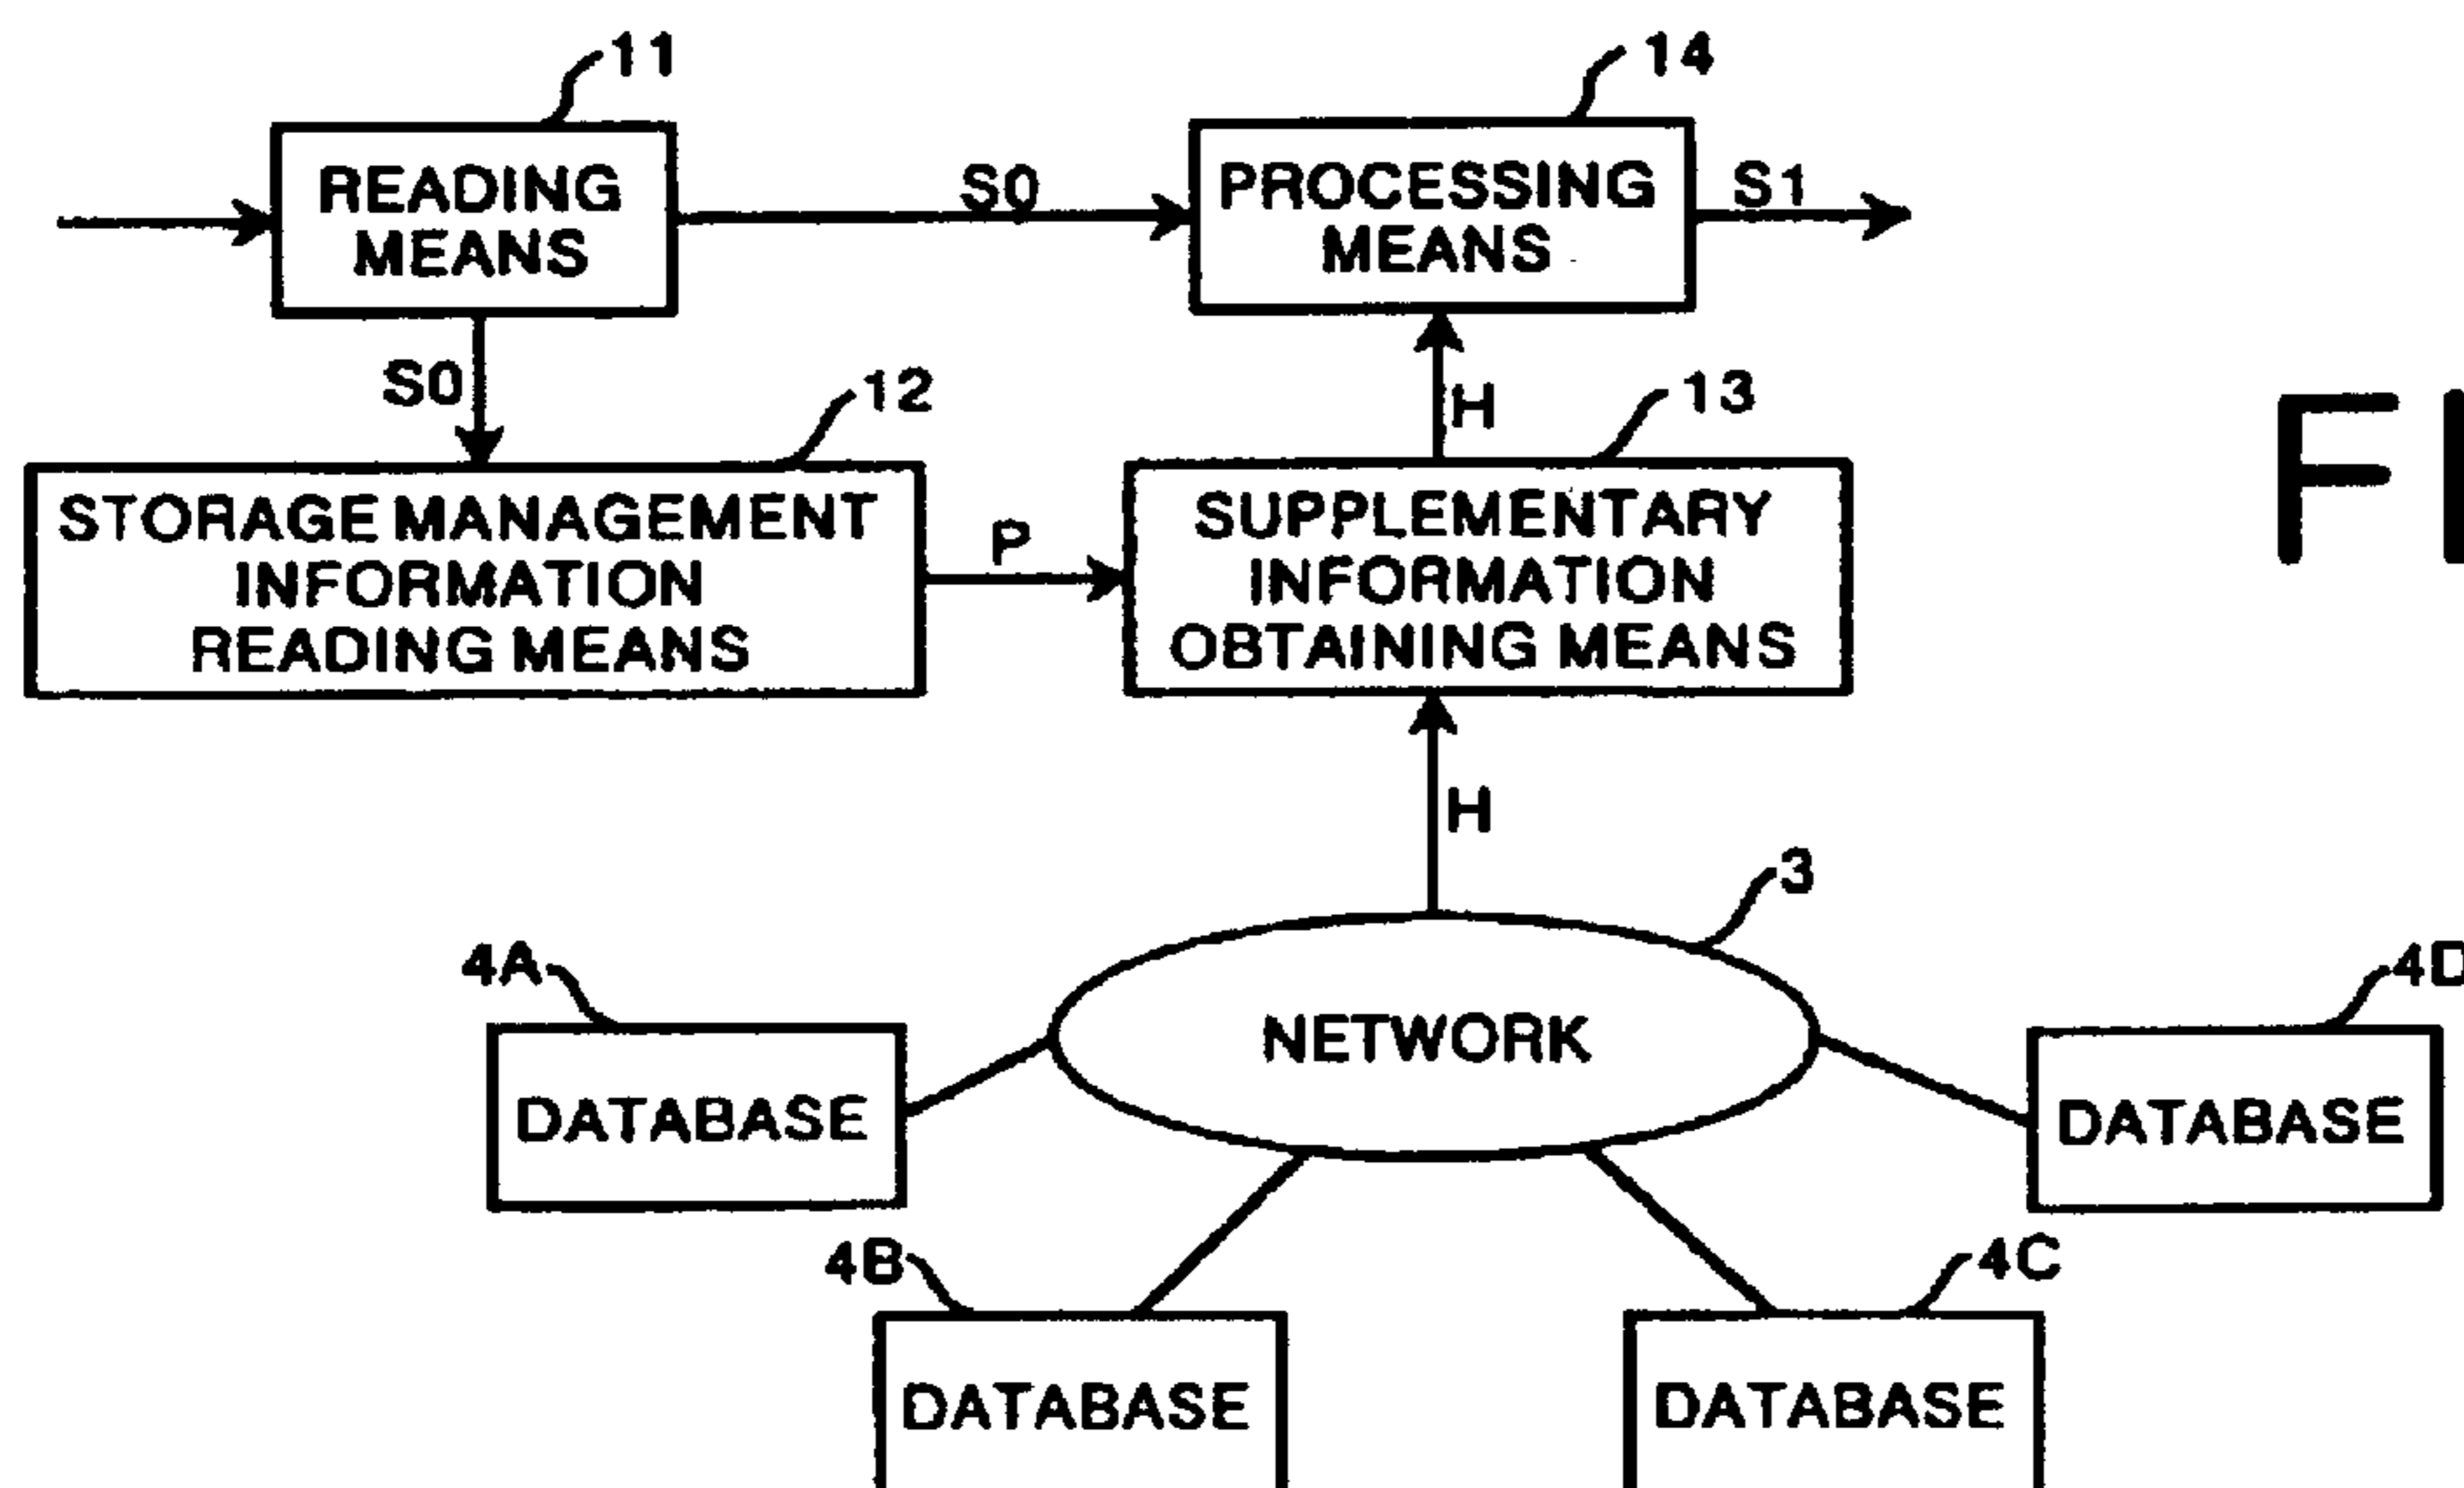 11
14
READING
MEANS
S0
PROCESSING
MEANS
S1
S0
12
H
13
STORAGE MANAGEMENT
INFORMATION
READING MEANS
P
SUPPLEMENTARY
INFORMATION
OBTAINING MEANS
H
3
4A
NETWORK
4D
DATABASE
DATABASE
4B
4C
DATABASE
DATABASE